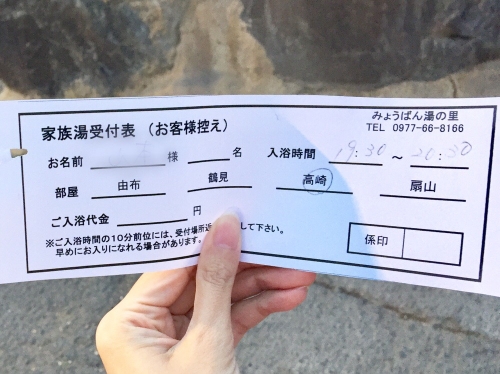 家族湯受付表 （お客様控え）
みょうばん湯の里
TEL 0977-66-8166
お名前 様 名 入浴時間 19:30 ～ 20:30
部屋 由布 鶴見 高崎 扇山
ご入浴代金 円
※ご入浴時間の10分前位には、受付場所近 して下さい。
早めにお入りになれる場合があります。
係印